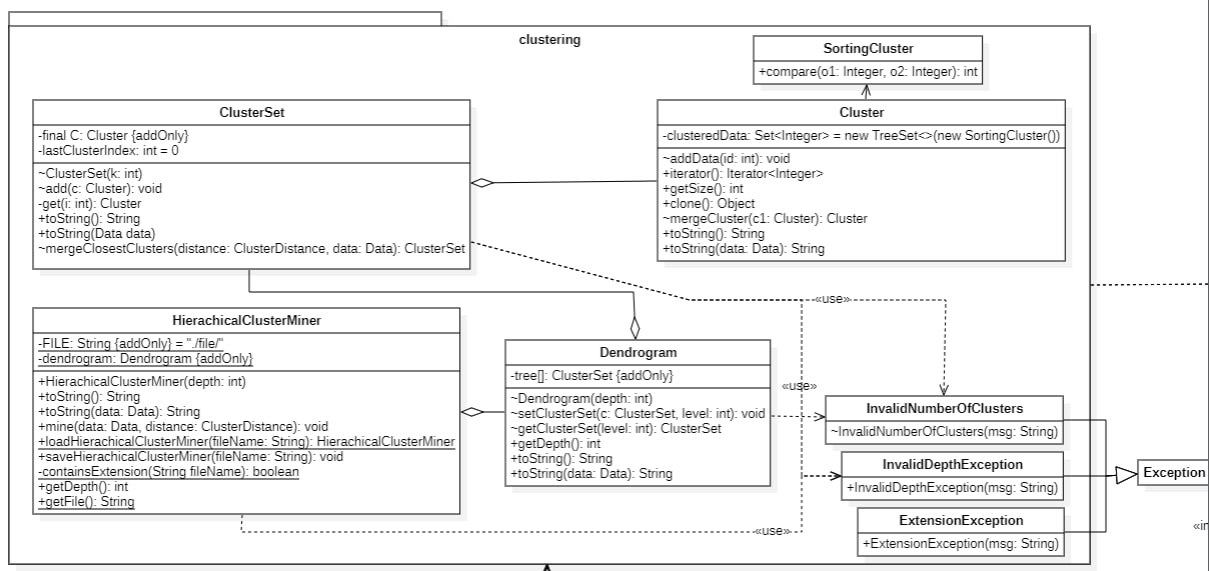 clustering
SortingCluster
+compare(o1: Integer, o2: Integer): int
ClusterSet
-final C: Cluster {addOnly}
-lastClusterIndex: int = 0
~ClusterSet(k: int)
~add(c: Cluster): void
-get(i: int): Cluster
+toString(): String
+toString(Data data)
~mergeClosestClusters(distance: ClusterDistance, data: Data): ClusterSet
Cluster
-clusteredData: Set<Integer> = new TreeSet<>(new SortingCluster())
~addData(id: int): void
+iterator(): Iterator<Integer>
+getSize(): int
+clone(): Object
~mergeCluster(c1: Cluster): Cluster
+toString(): String
+toString(data: Data): String
«use»
HierachicalClusterMiner
-FILE: String {addOnly} = "./file/"
-dendrogram: Dendrogram {addOnly}
+HierachicalClusterMiner(depth: int)
+toString(): String
+toString(data: Data): String
+mine(data: Data, distance: ClusterDistance): void
+loadHierachicalClusterMiner(fileName: String): HierachicalClusterMiner
+saveHierachicalClusterMiner(fileName: String): void
-containsExtension(String fileName): boolean
+getDepth(): int
+getFile(): String
Dendrogram
-tree[]: ClusterSet {addOnly}
~Dendrogram(depth: int)
~setClusterSet(c: ClusterSet, level: int): void
~getClusterSet(level: int): ClusterSet
+getDepth(): int
+toString(): String
+toString(data: Data): String
«use»
InvalidNumberOfClusters
~InvalidNumberOfClusters(msg: String)
InvalidDepthException
+InvalidDepthException(msg: String)
Exception
ExtensionException
+ExtensionException(msg: String)
«use»
«in